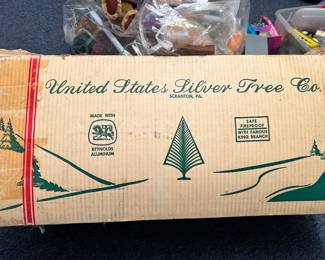 United States Silver Tree Co.
SCRANTON, PA.
MADE WITH
REYNOLDS
ALUMINUM
SAFE
FIREPROOF
WITH FAMOUS
KING BRANCH